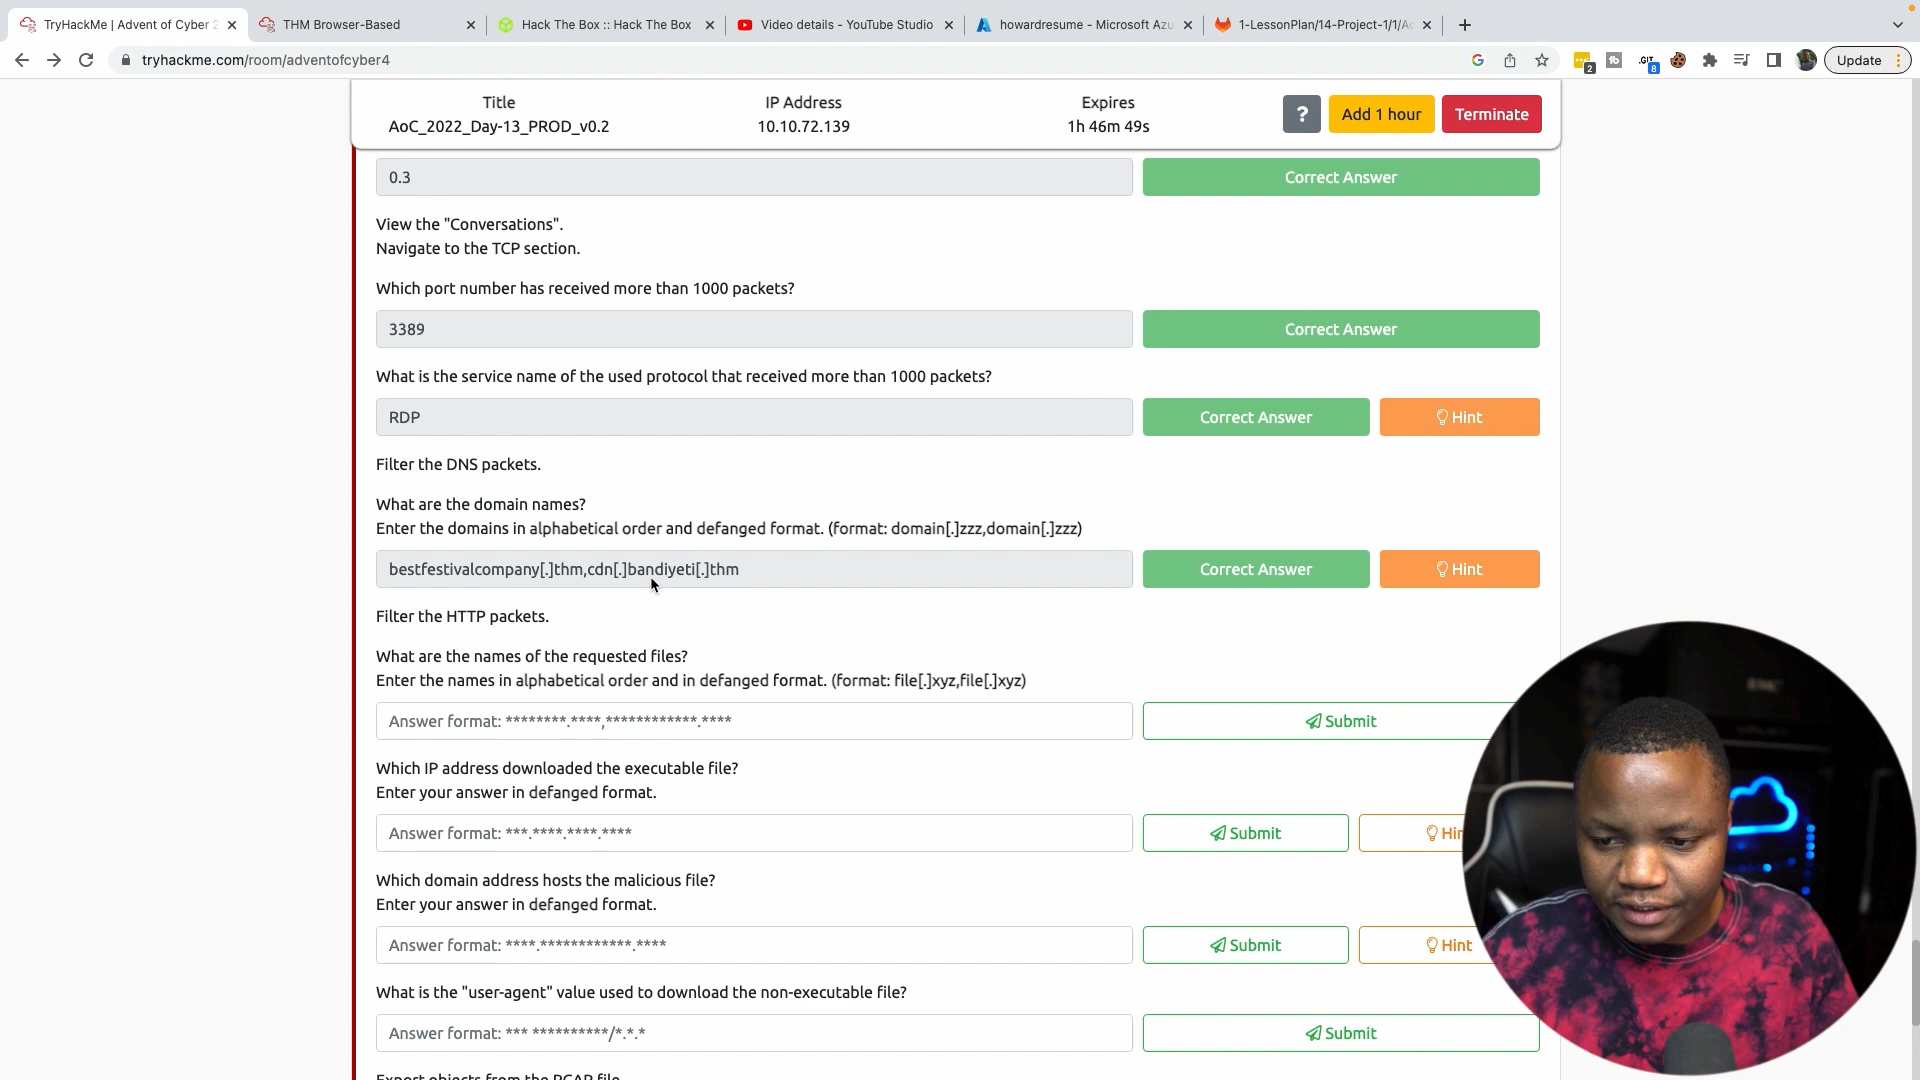 TryHackMe | Advent of Cyber 2
THM Browser-Based
Hack The Box :: Hack The Box
Video details - YouTube Studio
howardresume - Microsoft Azu
1-LessonPlan/14-Project-1/1/Ac
tryhackme.com/room/adventofcyber4
Update
Title
IP Address
Expires
AoC_2022_Day-13_PROD_v0.2
10.10.72.139
1h 46m 49s
?
Add 1 hour
Terminate
0.3
Correct Answer
View the "Conversations".
Navigate to the TCP section.
Which port number has received more than 1000 packets?
3389
Correct Answer
What is the service name of the used protocol that received more than 1000 packets?
RDP
Correct Answer
Hint
Filter the DNS packets.
What are the domain names?
Enter the domains in alphabetical order and defanged format. (format: domain[.]zzz,domain[.]zzz)
bestfestivalcompany[.]thm,cdn[.]bandiyeti[.]thm
Correct Answer
Hint
Filter the HTTP packets.
What are the names of the requested files?
Enter the names in alphabetical order and in defanged format. (format: file[.]xyz,file[.]xyz)
Answer format: ********.****,************.****
Submit
Which IP address downloaded the executable file?
Enter your answer in defanged format.
Answer format: ***.****.****.****
Submit
Hin
Which domain address hosts the malicious file?
Enter your answer in defanged format.
Answer format: ****.************.****
Submit
Hint
What is the "user-agent" value used to download the non-executable file?
Answer format: *** **********/*.*.*
Submit
Export objects from the PCAP file